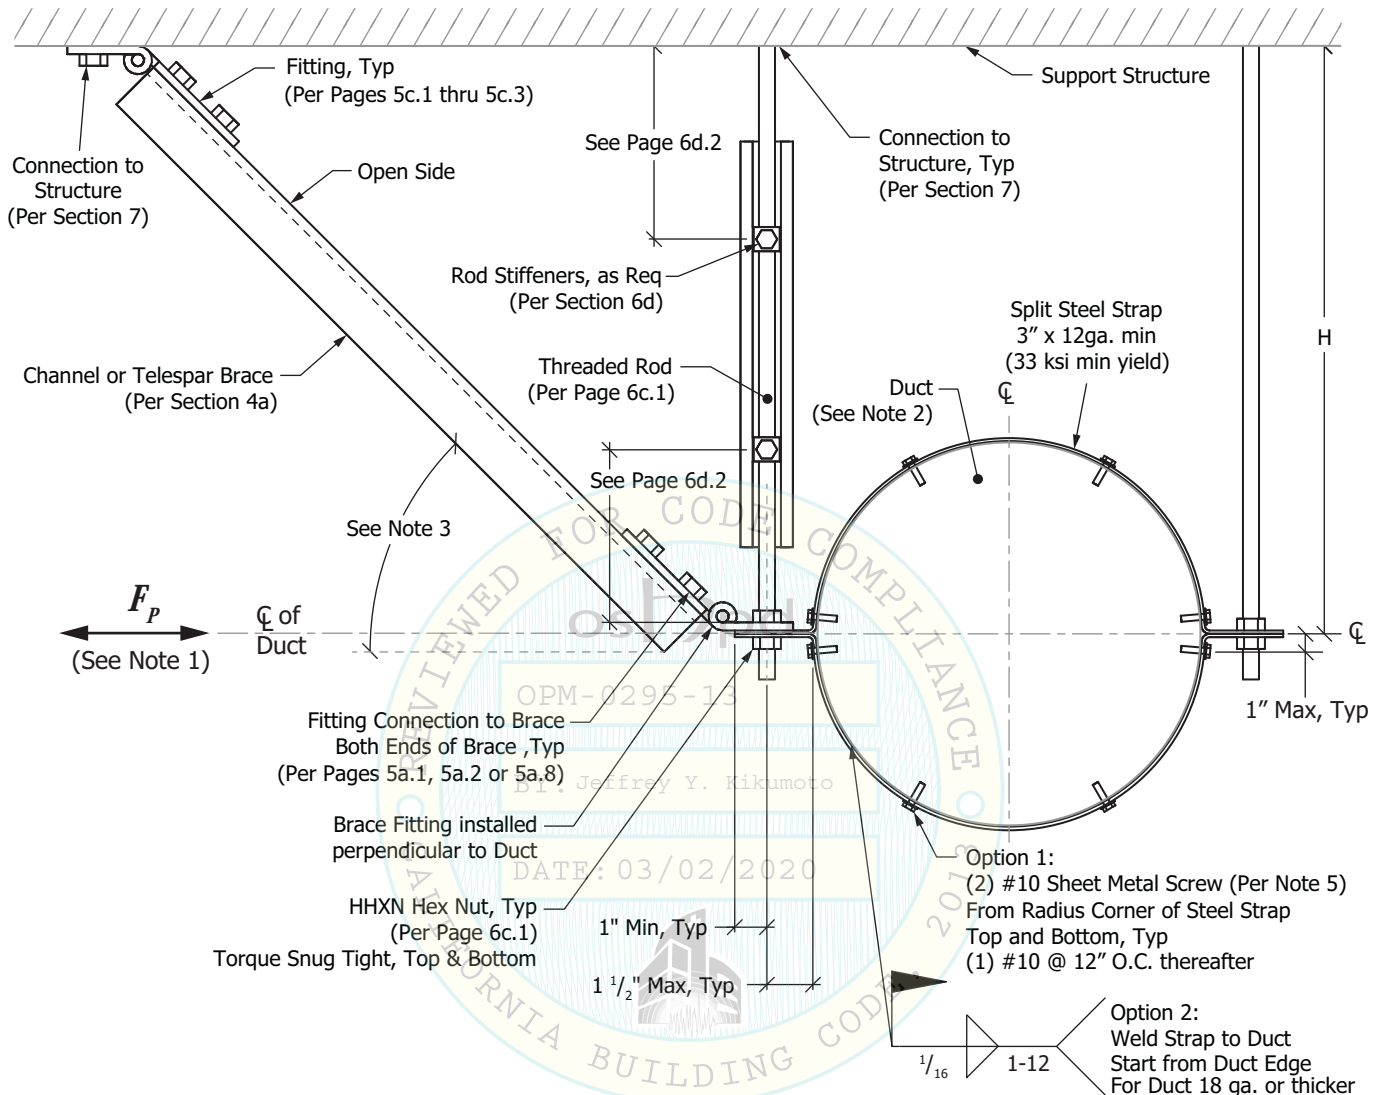 Fitting, Typ
(Per Pages 5c.1 thru 5c.3)
Support Structure
See Page 6d.2
Connection to
Structure, Typ
(Per Section 7)
Connection to
Structure
(Per Section 7)
Open Side
Rod Stiffeners, as Req
(Per Section 6d)
Split Steel Strap
3" x 12ga. min
(33 ksi min yield)
H
Channel or Telespar Brace
(Per Section 4a)
Threaded Rod
(Per Page 6c.1)
Duct
(See Note 2)
℄
See Page 6d.2
See Note 3
Fp
(See Note 1)
℄ of
Duct
℄
1" Max, Typ
Fitting Connection to Brace
Both Ends of Brace ,Typ
(Per Pages 5a.1, 5a.2 or 5a.8)
Brace Fitting installed
perpendicular to Duct
HHXN Hex Nut, Typ
(Per Page 6c.1)
Torque Snug Tight, Top & Bottom
1" Min, Typ
1 1/2" Max, Typ
Option 1:
(2) #10 Sheet Metal Screw (Per Note 5)
From Radius Corner of Steel Strap
Top and Bottom, Typ
(1) #10 @ 12" O.C. thereafter
1/16
1-12
Option 2:
Weld Strap to Duct
Start from Duct Edge
For Duct 18 ga. or thicker
REVIEWED FOR CODE COMPLIANCE
oshpd
OPM-0295-13
BY: Jeffrey Y. Kikumoto
DATE: 03/02/2020
CALIFORNIA BUILDING CODE, 2013